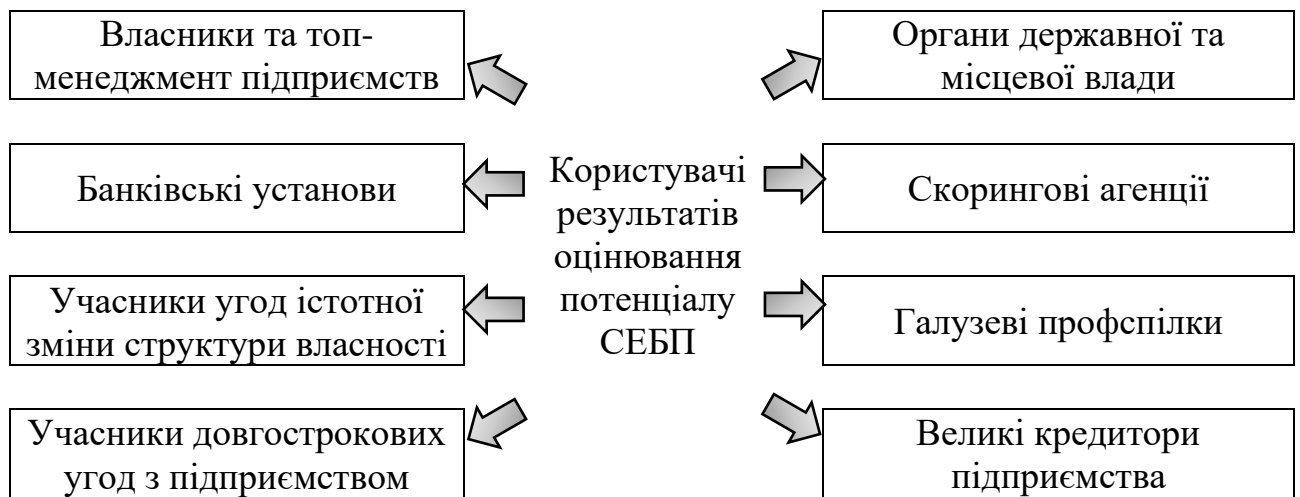 Власники та топ-
менеджмент підприємств
Органи державної та
місцевої влади
Банківські установи
Користувачі
результатів
оцінювання
потенціалу
СЕБП
Скорингові агенції
Учасники угод істотної
зміни структури власності
Галузеві профспілки
Учасники довгострокових
угод з підприємством
Великі кредитори
підприємства